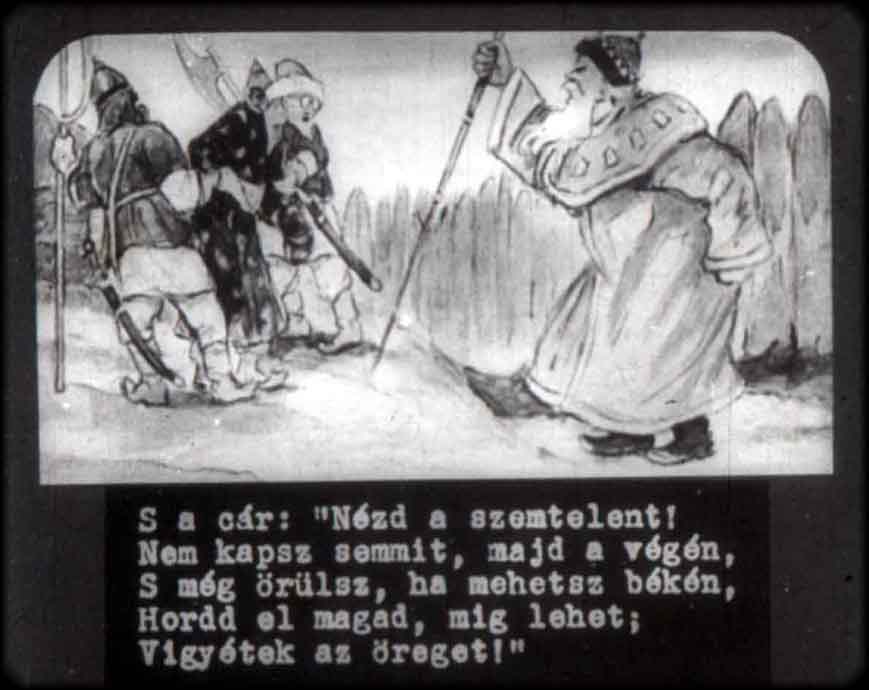 S a cár: "Nézd a szemtelent!
Nem kapsz semmit, majd a végén,
S még örülsz, ha mehetsz békén,
Hordd el magad, mig lehet;
Vigyétek az öreget!"